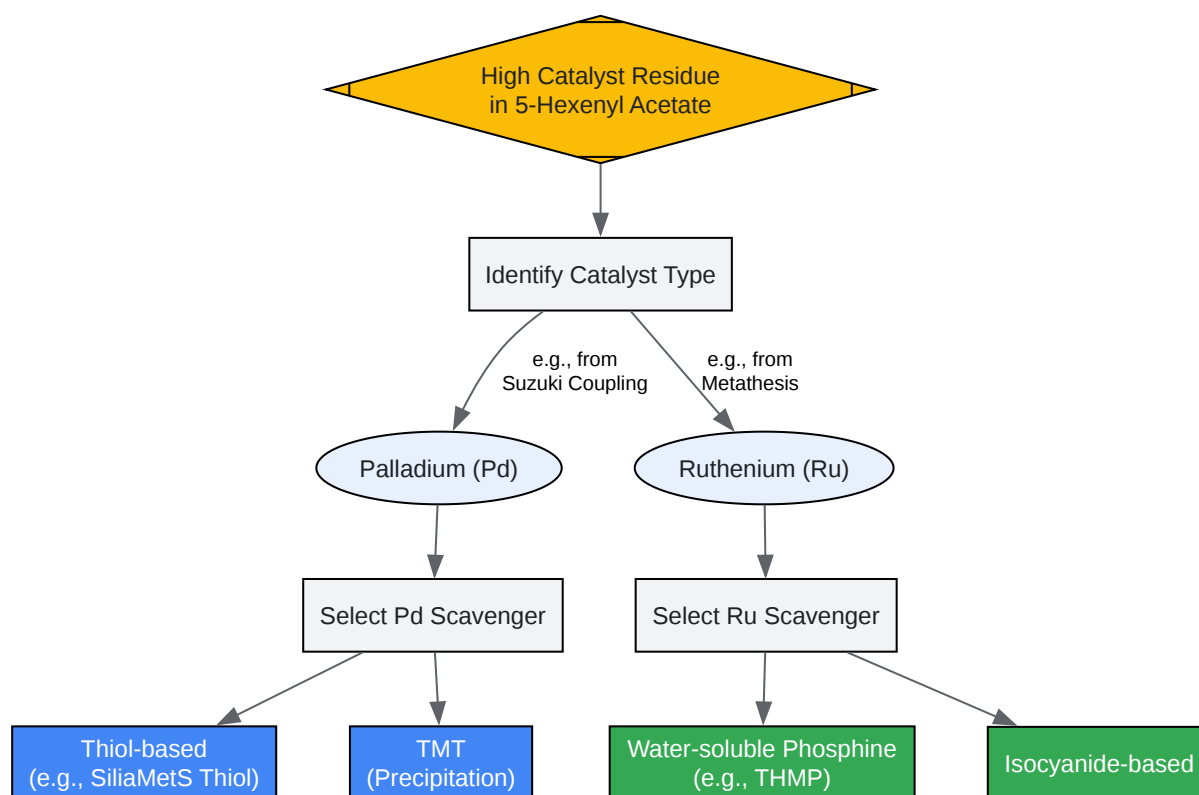 High Catalyst Residue
in 5-Hexenyl Acetate
Identify Catalyst Type
e.g., from
Suzuki Coupling
e.g., from
Metathesis
Palladium (Pd)
Ruthenium (Ru)
Select Pd Scavenger
Select Ru Scavenger
Thiol-based
(e.g., SiliaMetS Thiol)
TMT
(Precipitation)
Water-soluble Phosphine
(e.g., THMP)
Isocyanide-based